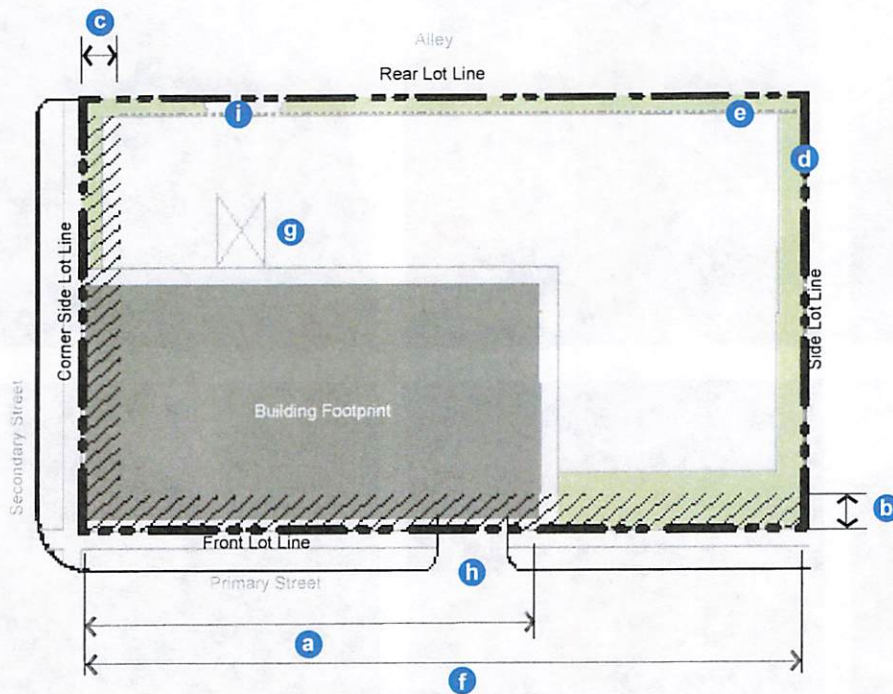 c
Alley
Rear Lot Line
i
e
d
g
Corner Side Lot Line
Side Lot Line
Secondary Street
Building Footprint
b
Front Lot Line
h
Primary Street
a
f